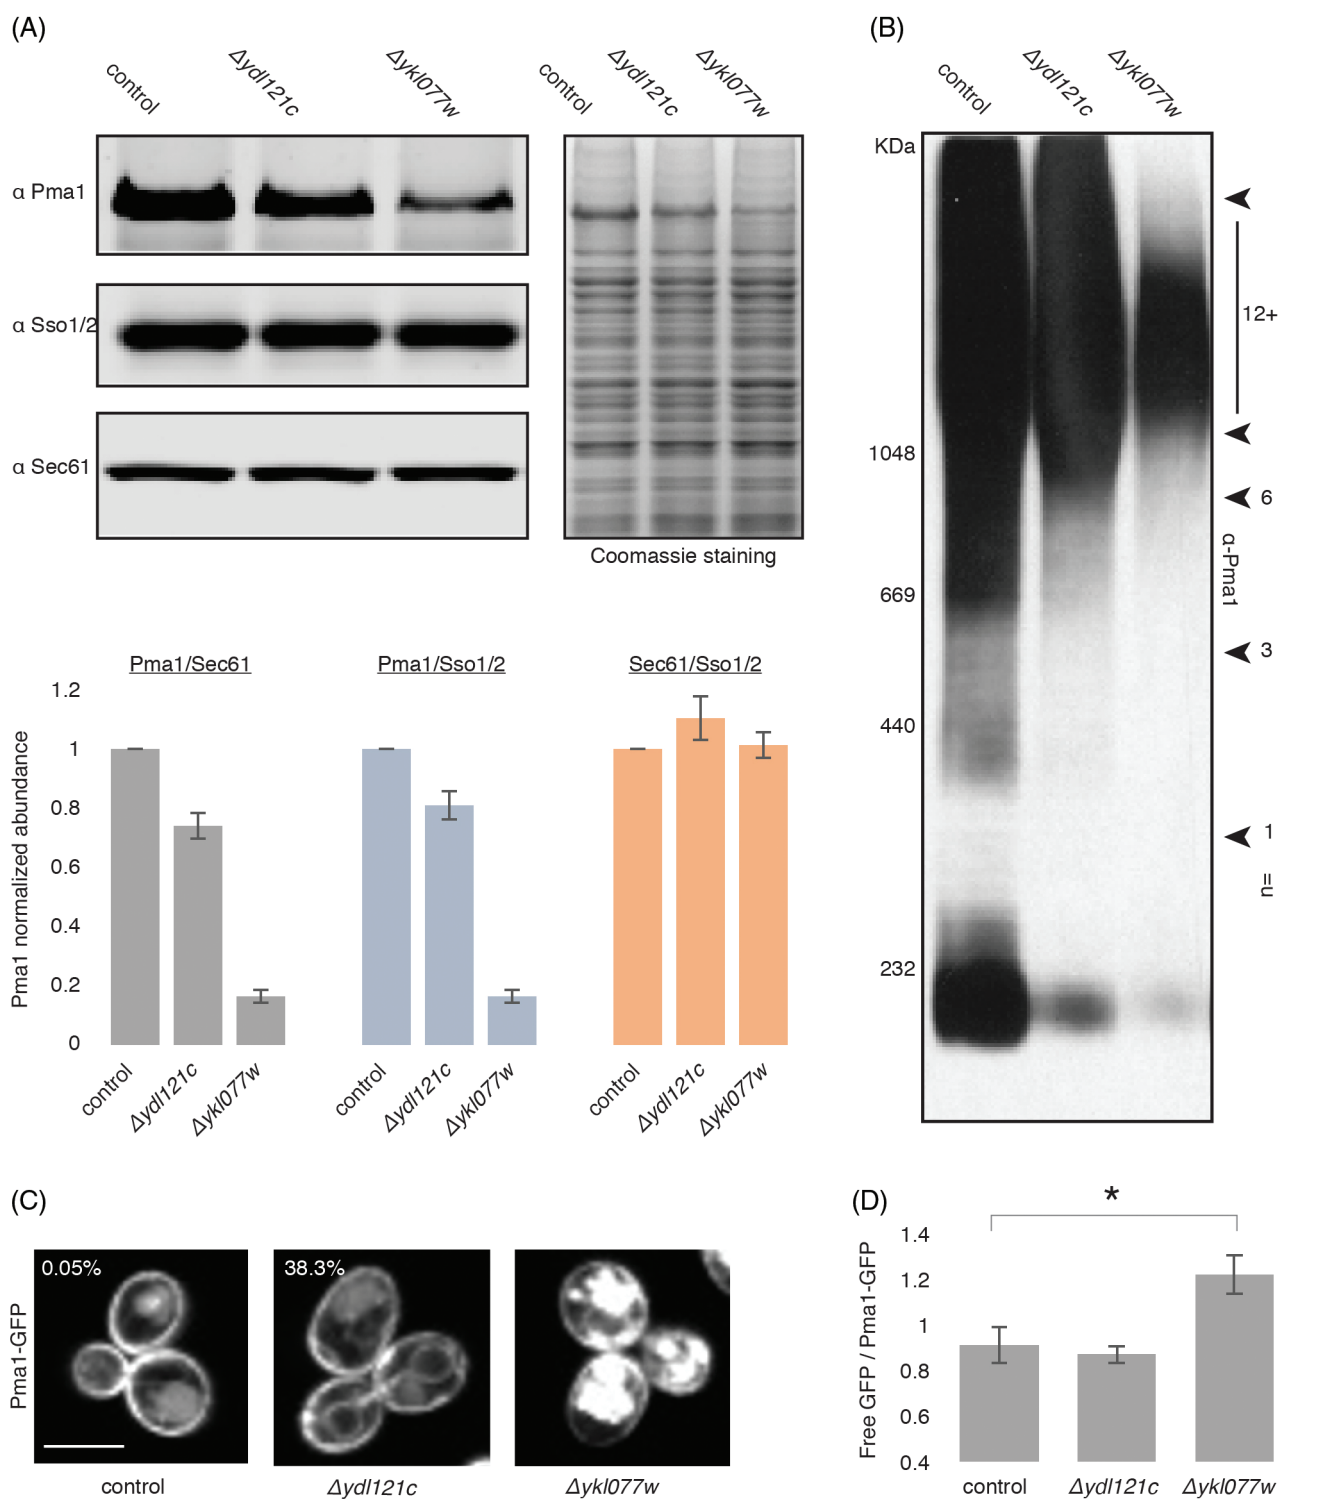 (A)
control
Δydl121c
Δykl077w
control
Δydl121c
Δykl077w
α Pma1
α Sso1/2
α Sec61
Coomassie staining
Pma1/Sec61
Pma1/Sso1/2
Sec61/Sso1/2
Pma1 normalized abundance
1.2
1
0.8
0.6
0.4
0.2
0
control
Δydl121c
Δykl077w
control
Δydl121c
Δykl077w
control
Δydl121c
Δykl077w
(B)
control
Δydl121c
Δykl077w
KDa
1048
669
440
232
12+
6
3
1
n=
α-Pma1
(C)
Pma1-GFP
0.05%
38.3%
control
Δydl121c
Δykl077w
(D)
*
Free GFP / Pma1-GFP
1.4
1.2
1
0.8
0.6
0.4
control
Δydl121c
Δykl077w